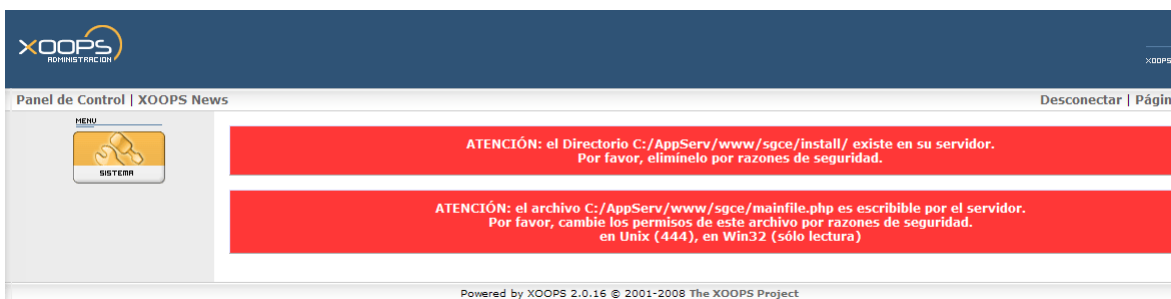 XOOPS
ADMINISTRACION
XOOPS
Panel de Control | XOOPS News
Desconectar | Págin
MENU
SISTEMA
ATENCIÓN: el Directorio C:/AppServ/www/sgce/install/ existe en su servidor.
Por favor, elimínelo por razones de seguridad.
ATENCIÓN: el archivo C:/AppServ/www/sgce/mainfile.php es escribible por el servidor.
Por favor, cambie los permisos de este archivo por razones de seguridad.
en Unix (444), en Win32 (sólo lectura)
Powered by XOOPS 2.0.16 © 2001-2008 The XOOPS Project